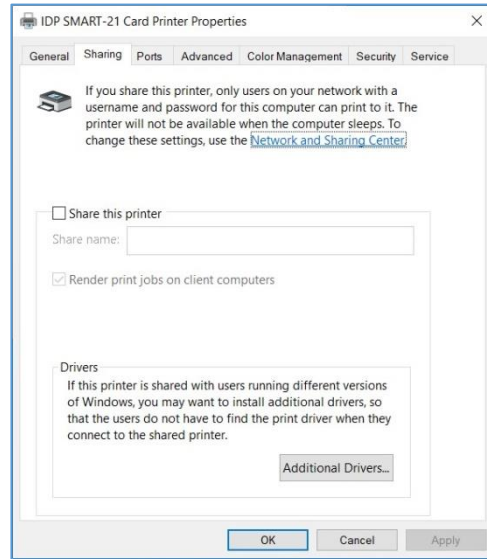 IDP SMART-21 Card Printer Properties
General Sharing Ports Advanced Color Management Security Service
If you share this printer, only users on your network with a
username and password for this computer can print to it. The
printer will not be available when the computer sleeps. To
change these settings, use the Network and Sharing Center.
Share this printer
Share name:
Render print jobs on client computers
Drivers
If this printer is shared with users running different versions
of Windows, you may want to install additional drivers, so
that the users do not have to find the print driver when they
connect to the shared printer.
Additional Drivers...
OK Cancel Apply